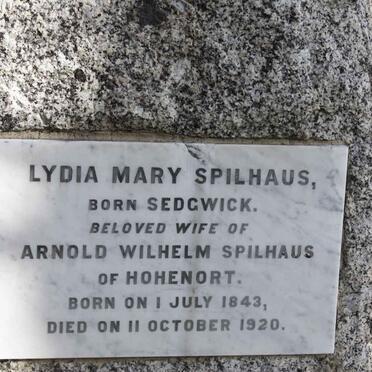 LYDIA MARY SPILHAUS,
BORN SEDGWICK.
BELOVED WIFE OF
ARNOLD WILHELM SPILHAUS
OF HOHENORT.
BORN ON 1 JULY 1843,
DIED ON 11 OCTOBER 1920.